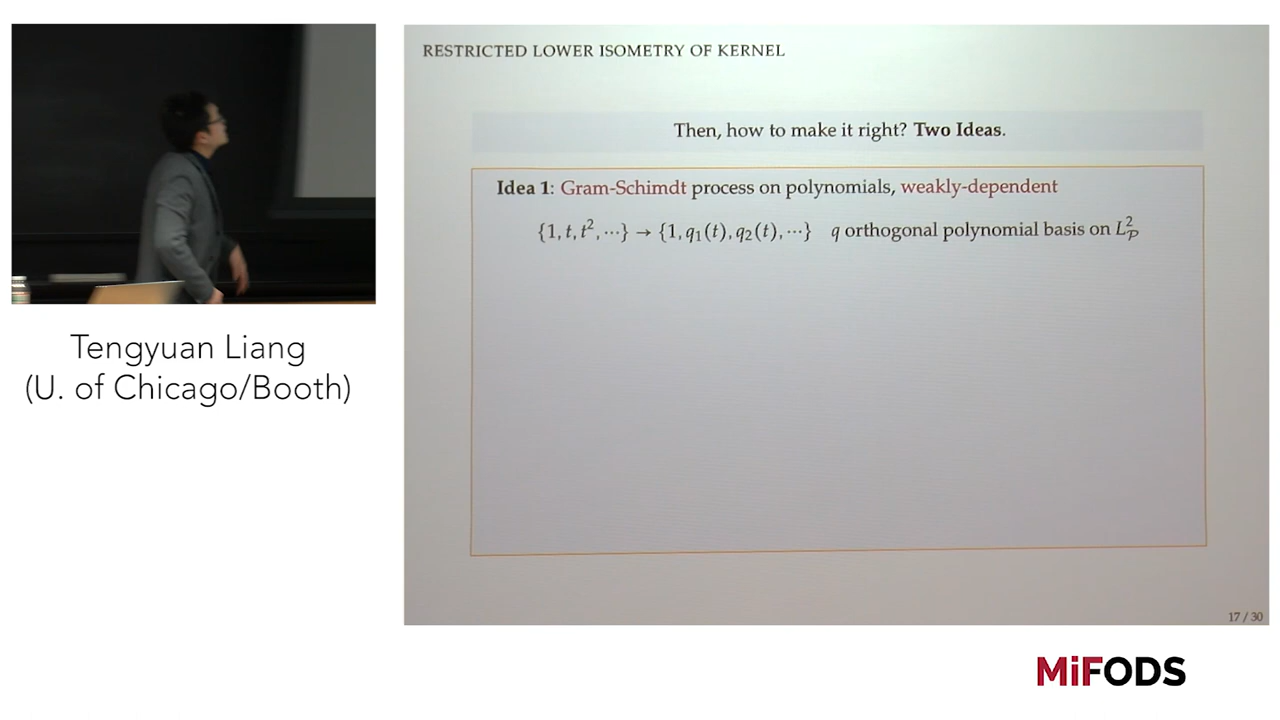 RESTRICTED LOWER ISOMETRY OF KERNEL
Then, how to make it right? Two Ideas.
Idea 1: Gram-Schimdt process on polynomials, weakly-dependent
{1, t, t², ⋯} → {1, q₁(t), q₂(t), ⋯} q orthogonal polynomial basis on L²_𝒫
17 / 30
Tengyuan Liang
(U. of Chicago/Booth)
MiFODS